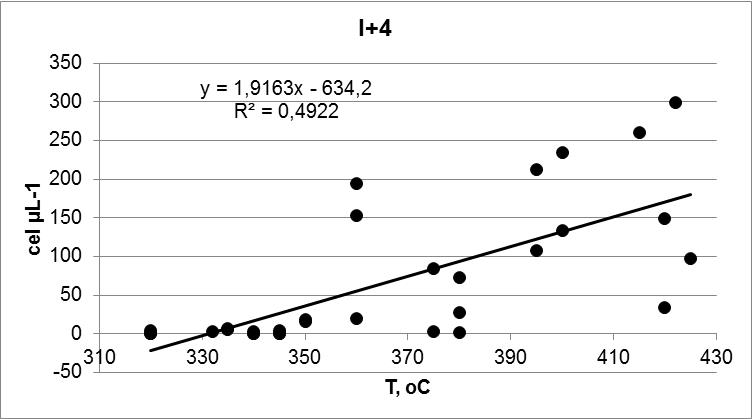 I+4
350
300
250
200
150
100
50
0
-50
y = 1,9163x - 634,2
R² = 0,4922
cel µL-1
310 330 350 370 390 410 430
T, oC